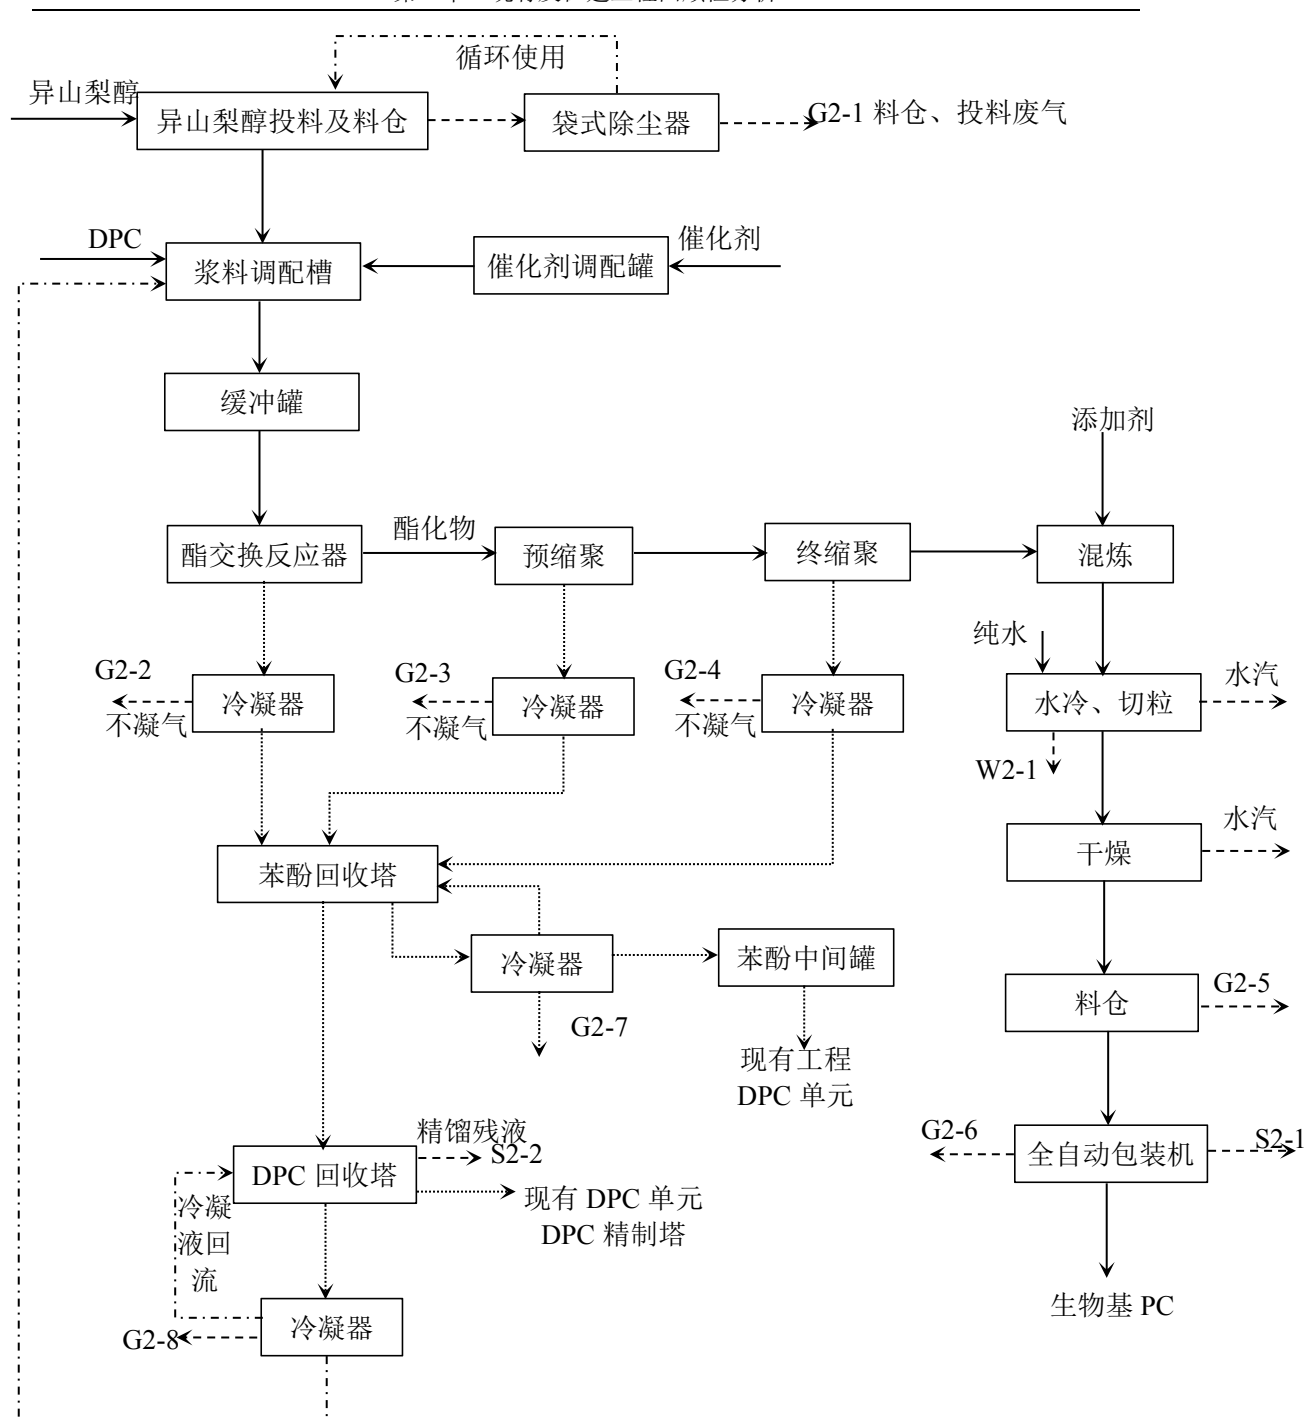 循环使用
异山梨醇
异山梨醇投料及料仓
袋式除尘器
G2-1 料仓、投料废气
DPC
催化剂
浆料调配槽
催化剂调配罐
缓冲罐
添加剂
酯化物
酯交换反应器
预缩聚
终缩聚
混炼
纯水
G2-2
G2-3
G2-4
水汽
冷凝器
冷凝器
冷凝器
水冷、切粒
不凝气
不凝气
不凝气
W2-1
水汽
干燥
苯酚回收塔
冷凝器
苯酚中间罐
G2-5
料仓
G2-7
现有工程
DPC 单元
精馏残液
S2-2
G2-6
S2-1
全自动包装机
DPC 回收塔
现有 DPC 单元
DPC 精制塔
冷凝
液回
流
生物基 PC
冷凝器
G2-8